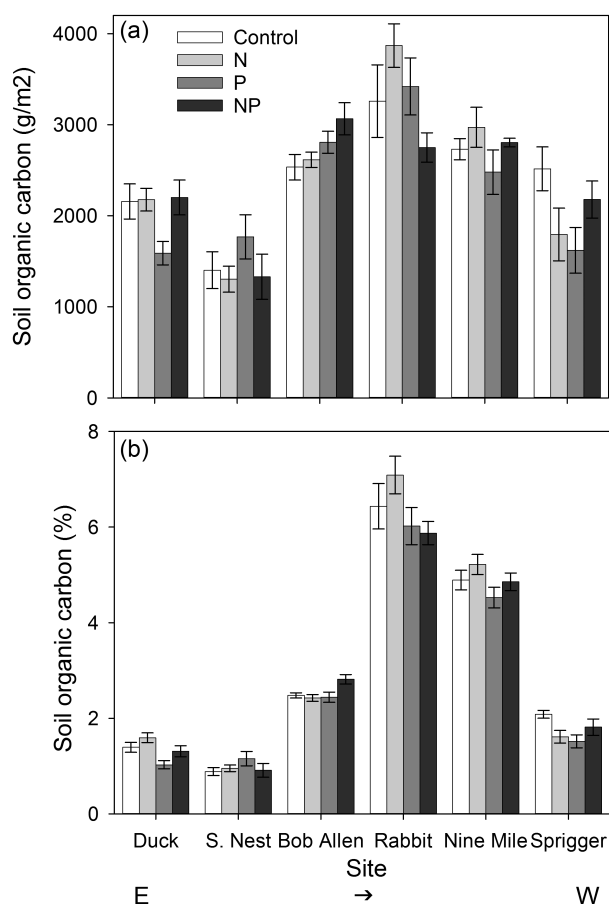 (a)
Control
N
P
NP
Soil organic carbon (g/m2)
4000
3000
2000
1000
0
(b)
Soil organic carbon (%)
8
6
4
2
0
Duck S. Nest Bob Allen Rabbit Nine Mile Sprigger
Site
E → W